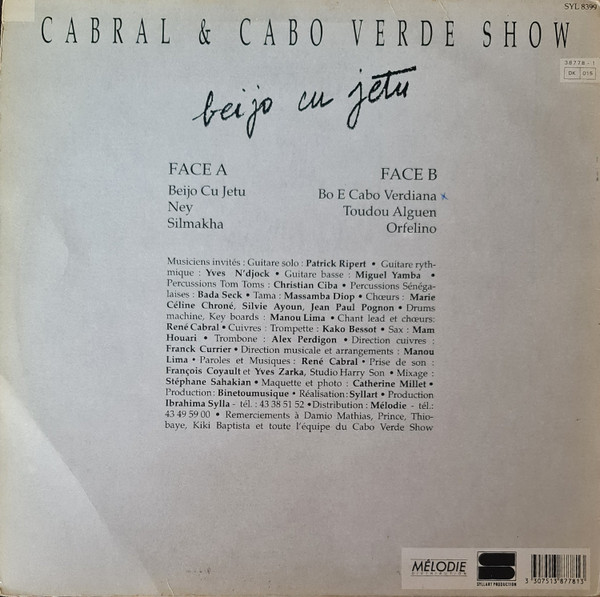 SYL 8399
CABRAL & CABO VERDE SHOW
38778-1
DK 016
beijo cu jetu
FACE A
Beijo Cu Jetu
Ney
Silmakha
FACE B
Bo E Cabo Verdiana x
Toudou Alguen
Orfelino
Musiciens invités : Guitare solo : Patrick Ripert • Guitare ryth-
mique : Yves N'djock • Guitare basse : Miguel Yamba •
Percussions Tom Toms : Christian Ciba • Percussions Sénéga-
laises : Bada Seck • Tama : Massamba Diop • Chœurs : Marie
Céline Chroné, Silvie Ayoun, Jean Paul Pognon • Drums
machine, Key boards : Manou Lima • Chant lead et chœurs:
René Cabral • Cuivres : Trompette : Kako Bessot • Sax : Mam
Houari • Trombone : Alex Perdigon • Direction cuivres :
Franck Currier • Direction musicale et arrangements : Manou
Lima • Paroles et Musiques : René Cabral • Prise de son :
François Coyault et Yves Zarka, Studio Harry Son • Mixage :
Stéphane Sahakian • Maquette et photo : Catherine Millet •
Production : Binetoumusique • Réalisation : Syllart • Production
Ibrahima Sylla - tél. : 43 38 51 52 • Distribution : Mélodie - tél.:
43 49 59 00 • Remerciements à Damio Mathias, Prince, Thio-
baye, Kiki Baptista et toute l'équipe du Cabo Verde Show
MÉLODIE
DISTRIBUTION
SYLLART PRODUCTION
3 307513 877813